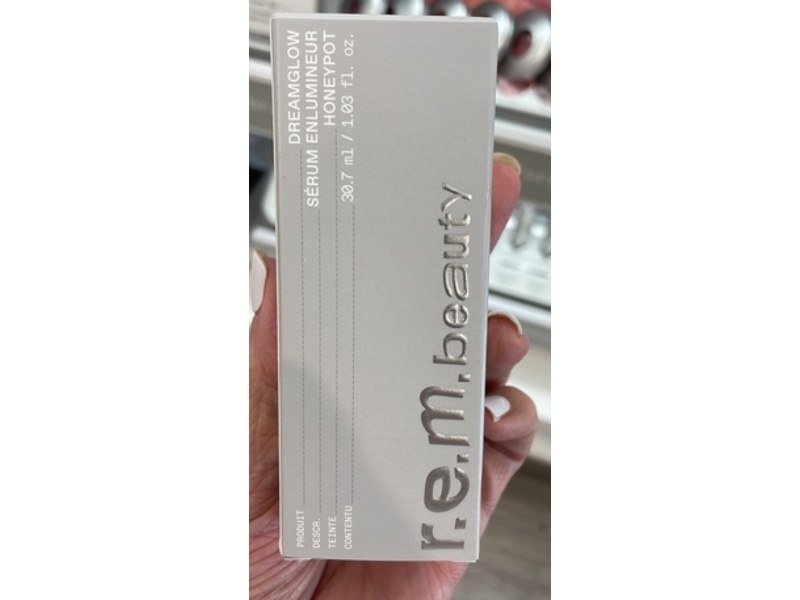 PRODUIT DREAMGLOW
DESCR. SÉRUM ENLUMINEUR
TEINTE HONEYPOT
CONTENTU 30.7 ml / 1.03 fl. oz.
r.e.m.beauty